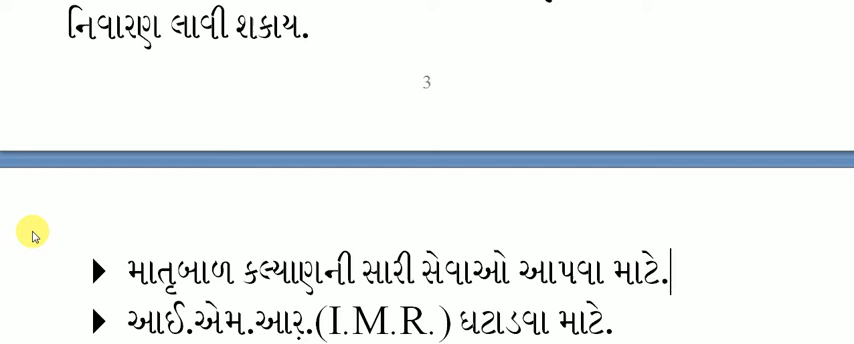 નિવારણ લાવી શકાય.
3
માતૃબાળ કલ્યાણની સારી સેવાઓ આપવા માટે.
આઈ.એમ.આર.(I.M.R.) ઘટાડવા માટે.